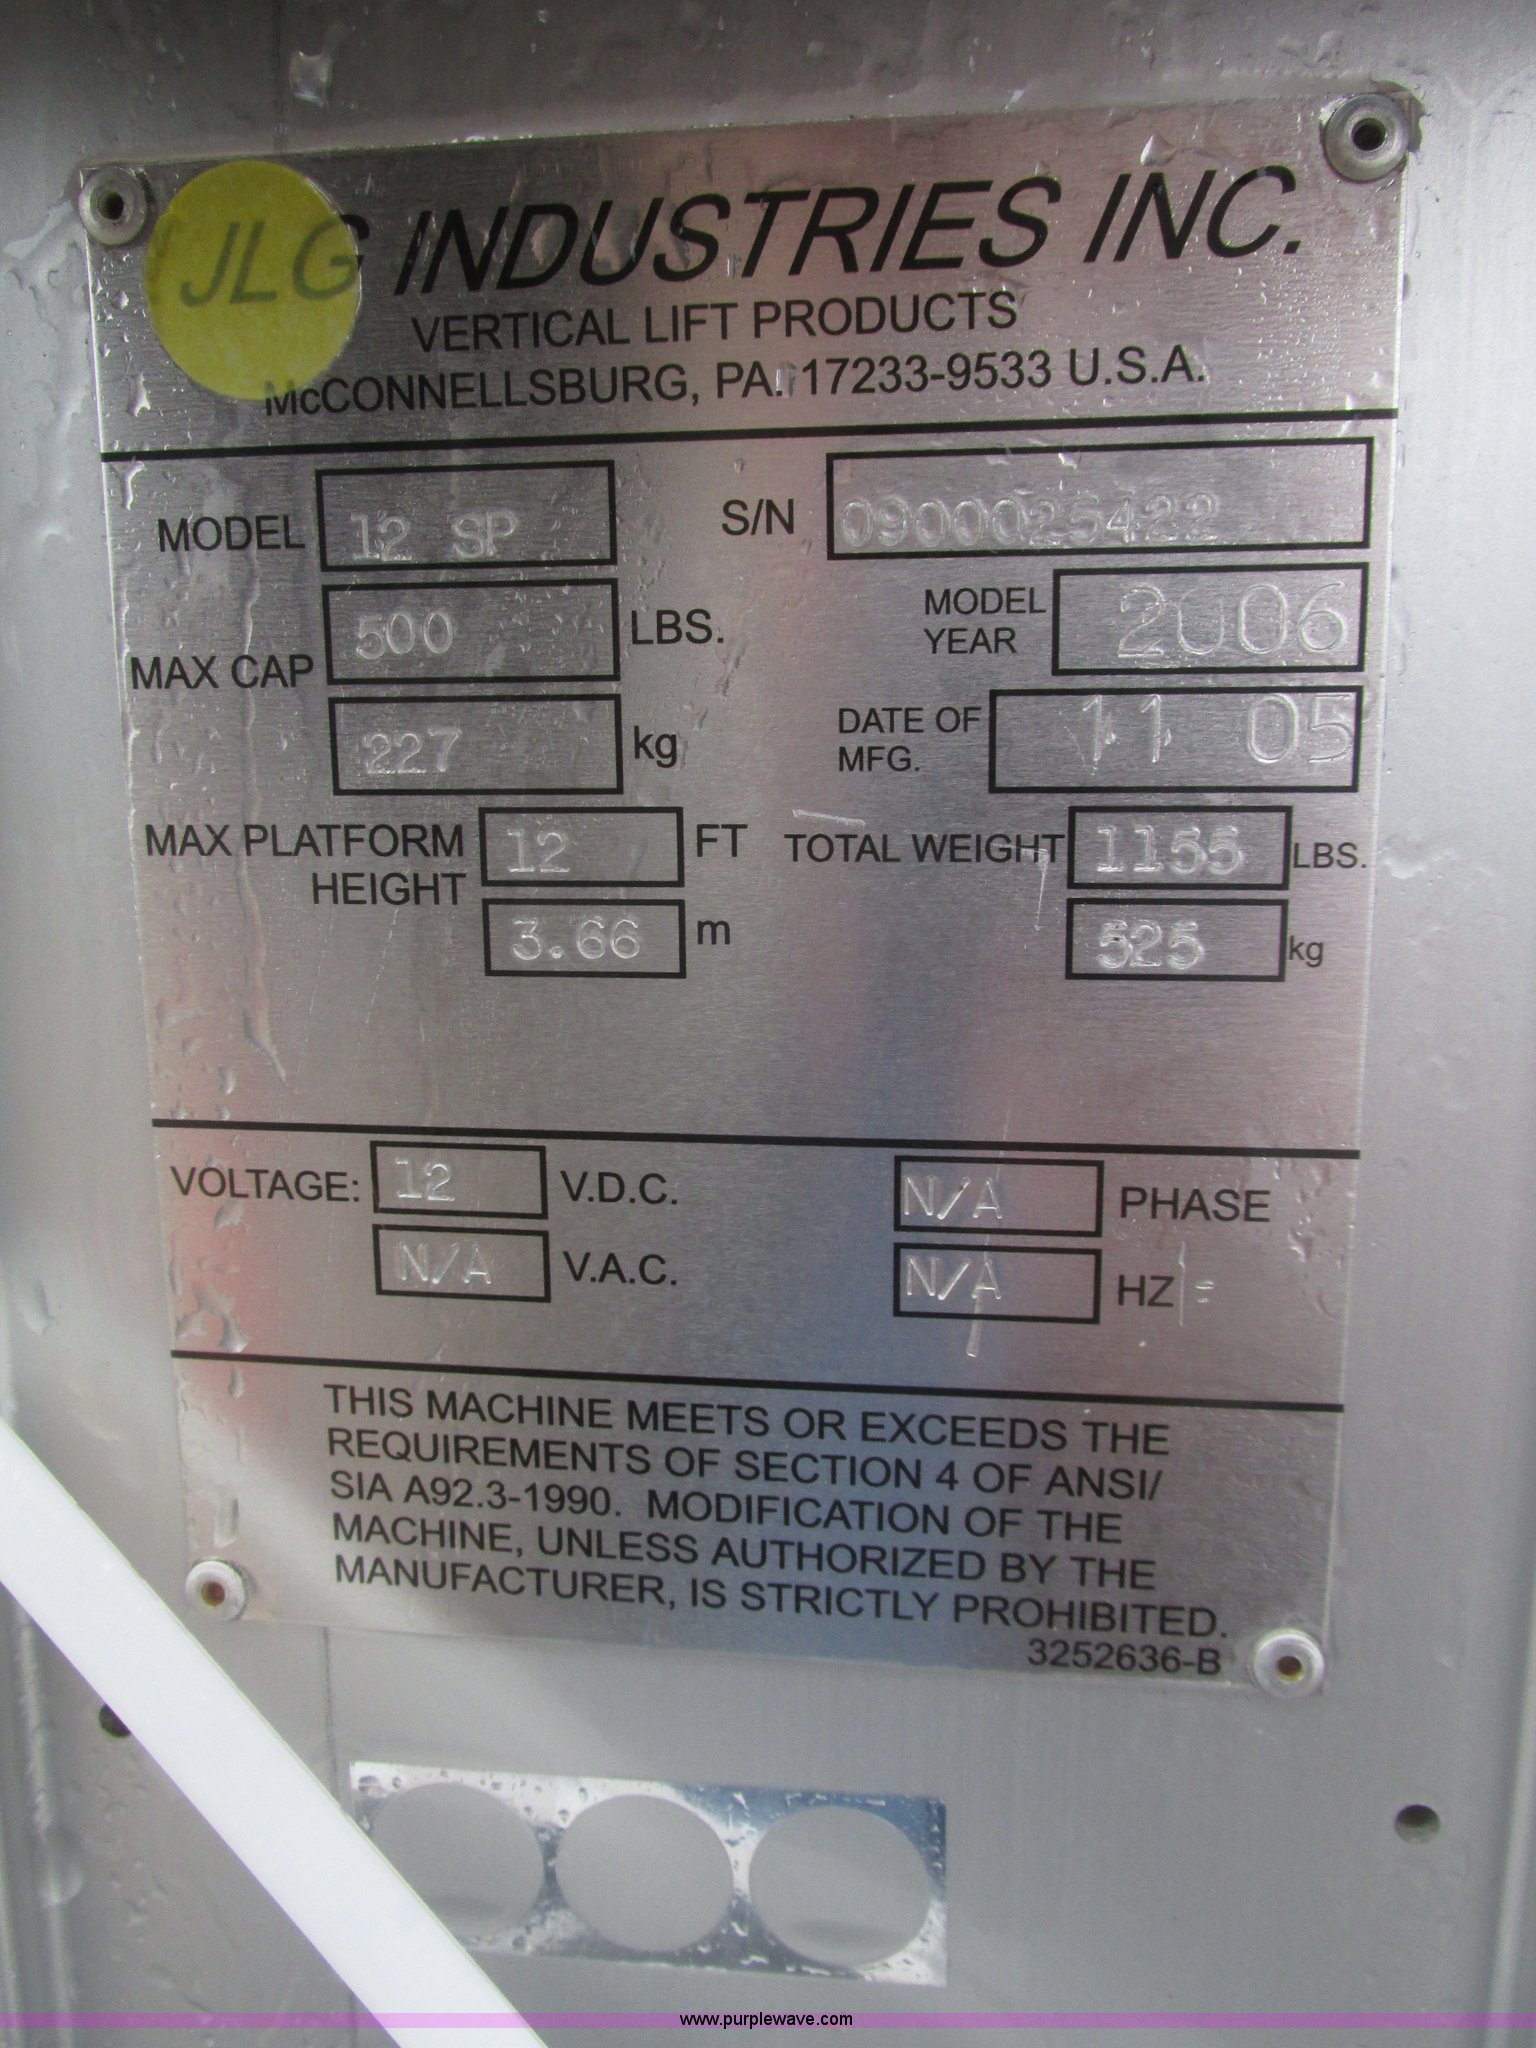 JLG INDUSTRIES INC.
VERTICAL LIFT PRODUCTS
McCONNELLSBURG, PA. 17233-9533 U.S.A.
MODEL 12 SP S/N 0900025422
MAX CAP 500 LBS. MODEL YEAR 2006
227 kg DATE OF MFG. 11 05
MAX PLATFORM HEIGHT 12 FT TOTAL WEIGHT 1155 LBS.
3.66 m 525 kg
VOLTAGE: 12 V.D.C. N/A PHASE
N/A V.A.C. N/A HZ
THIS MACHINE MEETS OR EXCEEDS THE
REQUIREMENTS OF SECTION 4 OF ANSI/
SIA A92.3-1990. MODIFICATION OF THE
MACHINE, UNLESS AUTHORIZED BY THE
MANUFACTURER, IS STRICTLY PROHIBITED.
3252636-B
www.purplewave.com